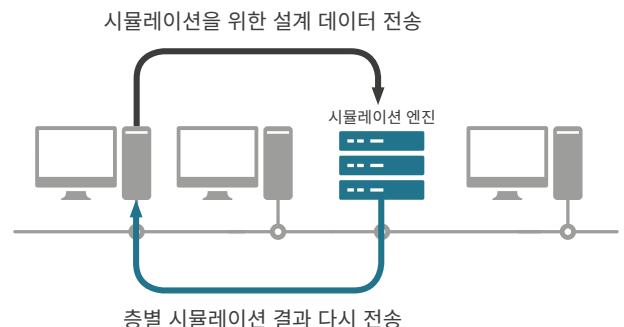 시뮬레이션을 위한 설계 데이터 전송
시뮬레이션 엔진
층별 시뮬레이션 결과 다시 전송